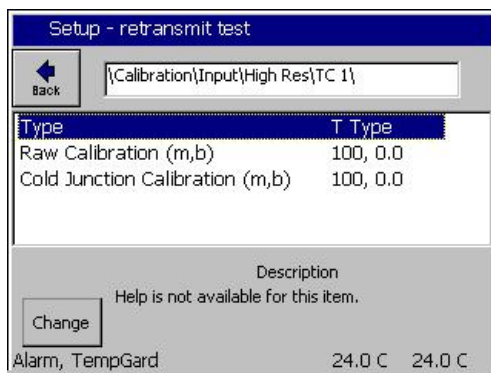 Setup - retransmit test
Back
\Calibration\Input\High Res\TC 1\
Type T Type
Raw Calibration (m,b) 100, 0.0
Cold Junction Calibration (m,b) 100, 0.0
Description
Help is not available for this item.
Change
Alarm, TempGard 24.0 C 24.0 C